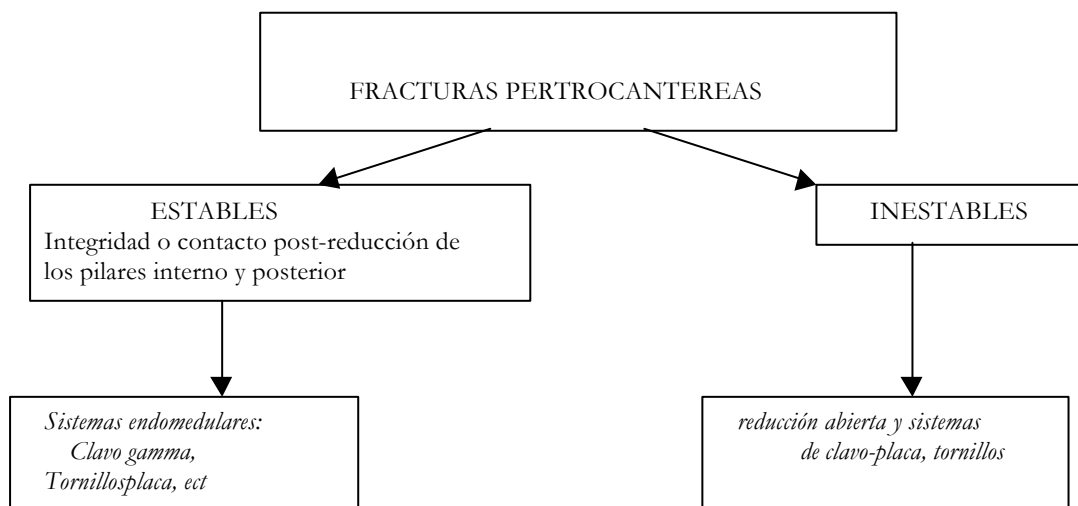 FRACTURAS PERTROCANTEREAS
ESTABLES
Integridad o contacto post-reducción de
los pilares interno y posterior
INESTABLES
Sistemas endomedulares:
Clavo gamma,
Tornillosplaca, ect
reducción abierta y sistemas
de clavo-placa, tornillos